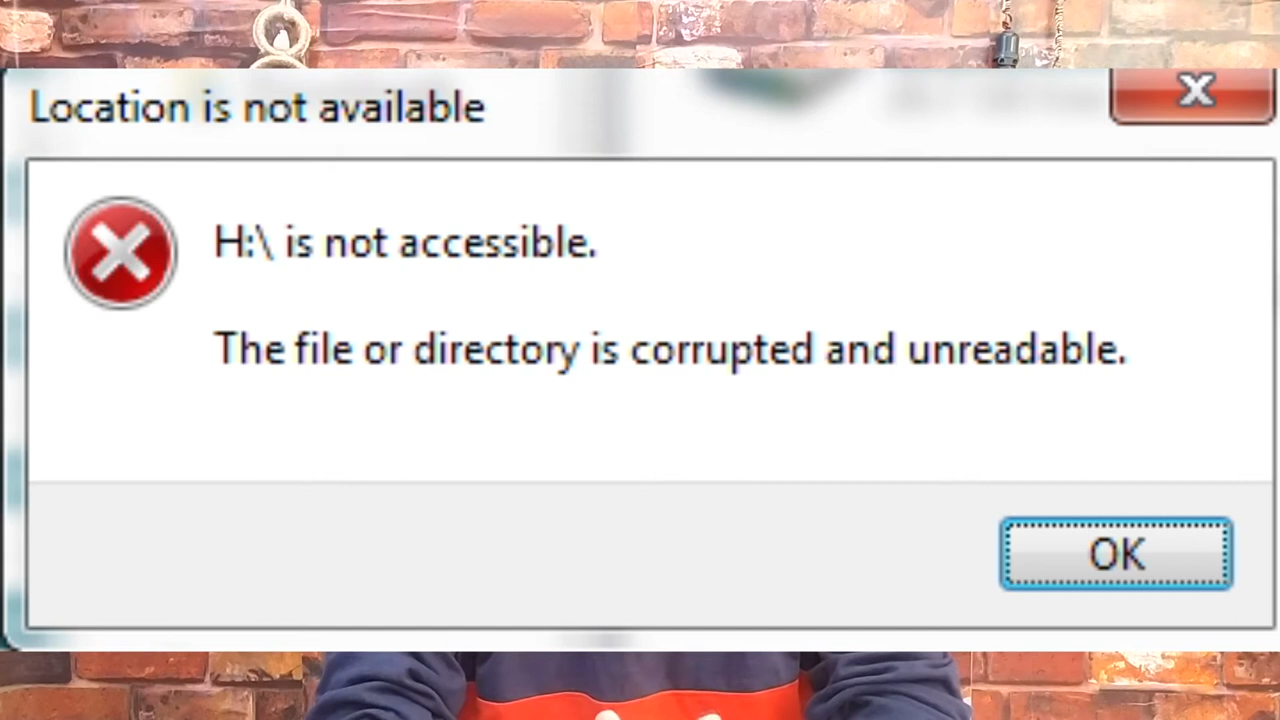 Location is not available
H:\ is not accessible.
The file or directory is corrupted and unreadable.
OK